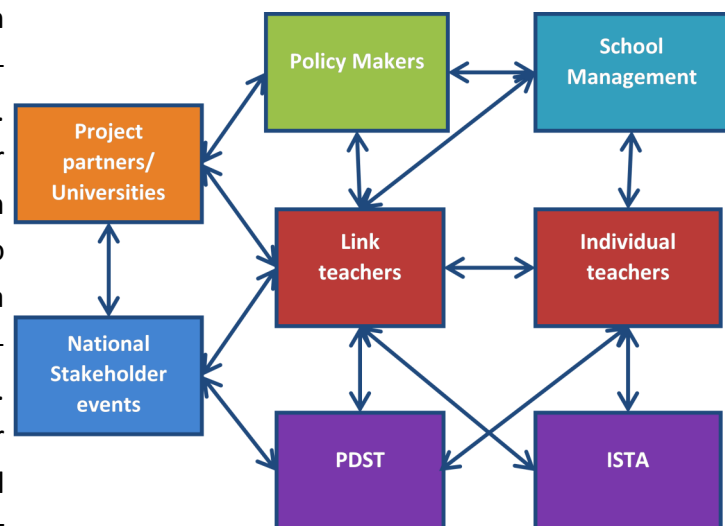 Policy Makers
School
Management
Project
partners/
Universities
Link
teachers
Individual
teachers
National
Stakeholder
events
PDST
ISTA